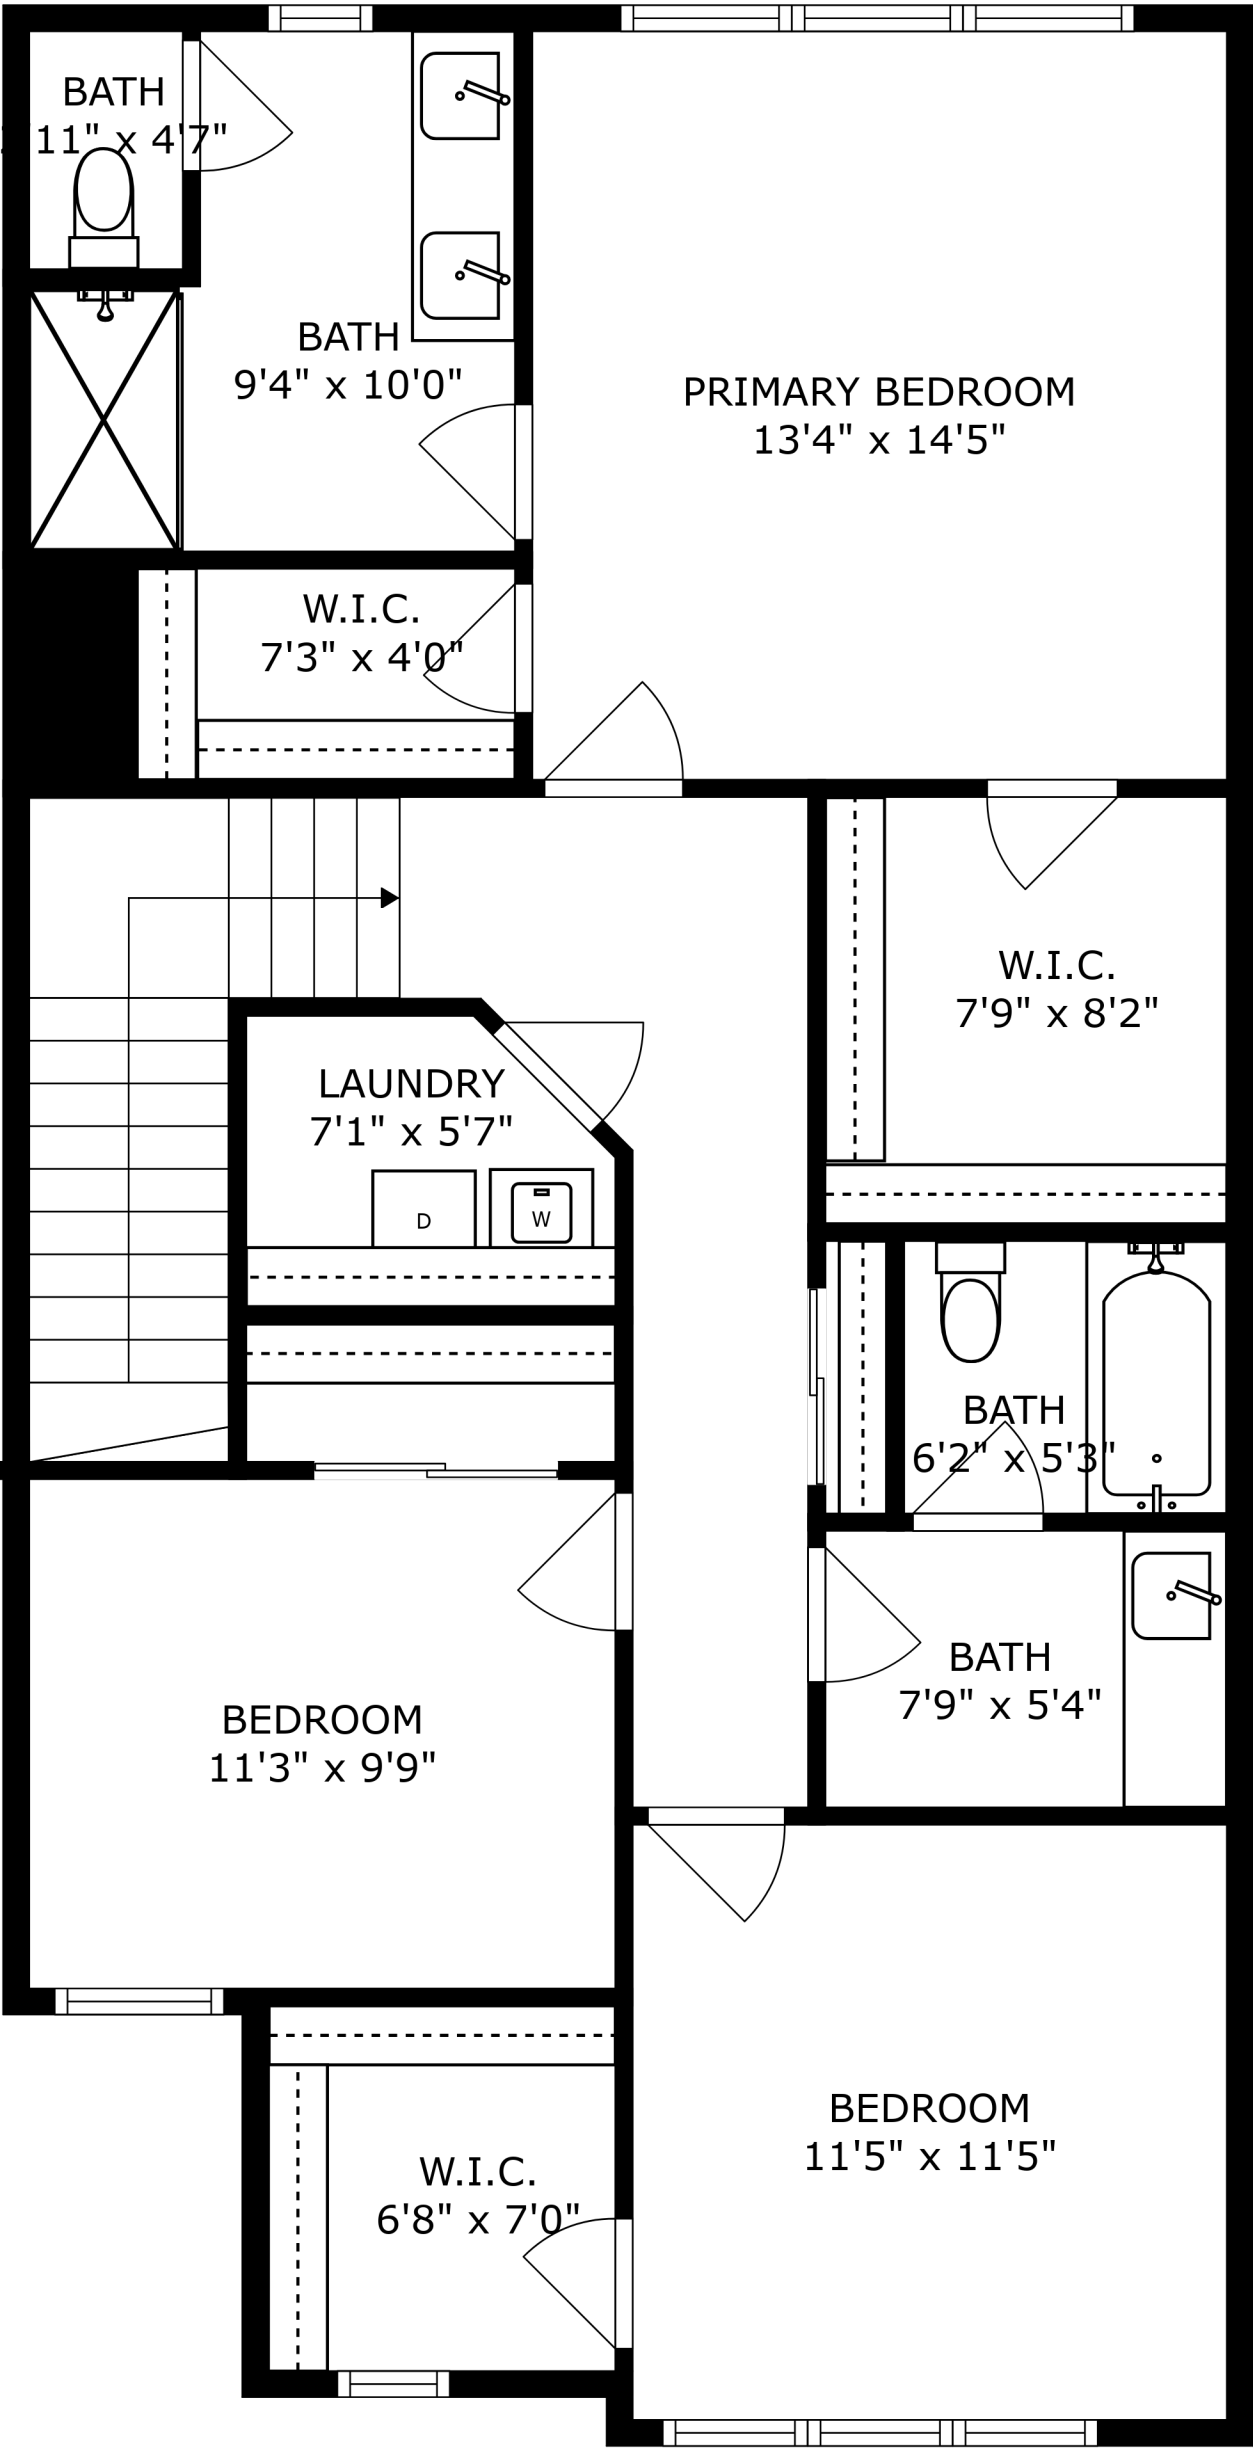 BATH
'11" x 4'7"
BATH
9'4" x 10'0"
PRIMARY BEDROOM
13'4" x 14'5"
W.I.C.
7'3" x 4'0"
W.I.C.
7'9" x 8'2"
LAUNDRY
7'1" x 5'7"
D
W
BATH
6'2" x 5'3"
BATH
7'9" x 5'4"
BEDROOM
11'3" x 9'9"
BEDROOM
11'5" x 11'5"
W.I.C.
6'8" x 7'0"